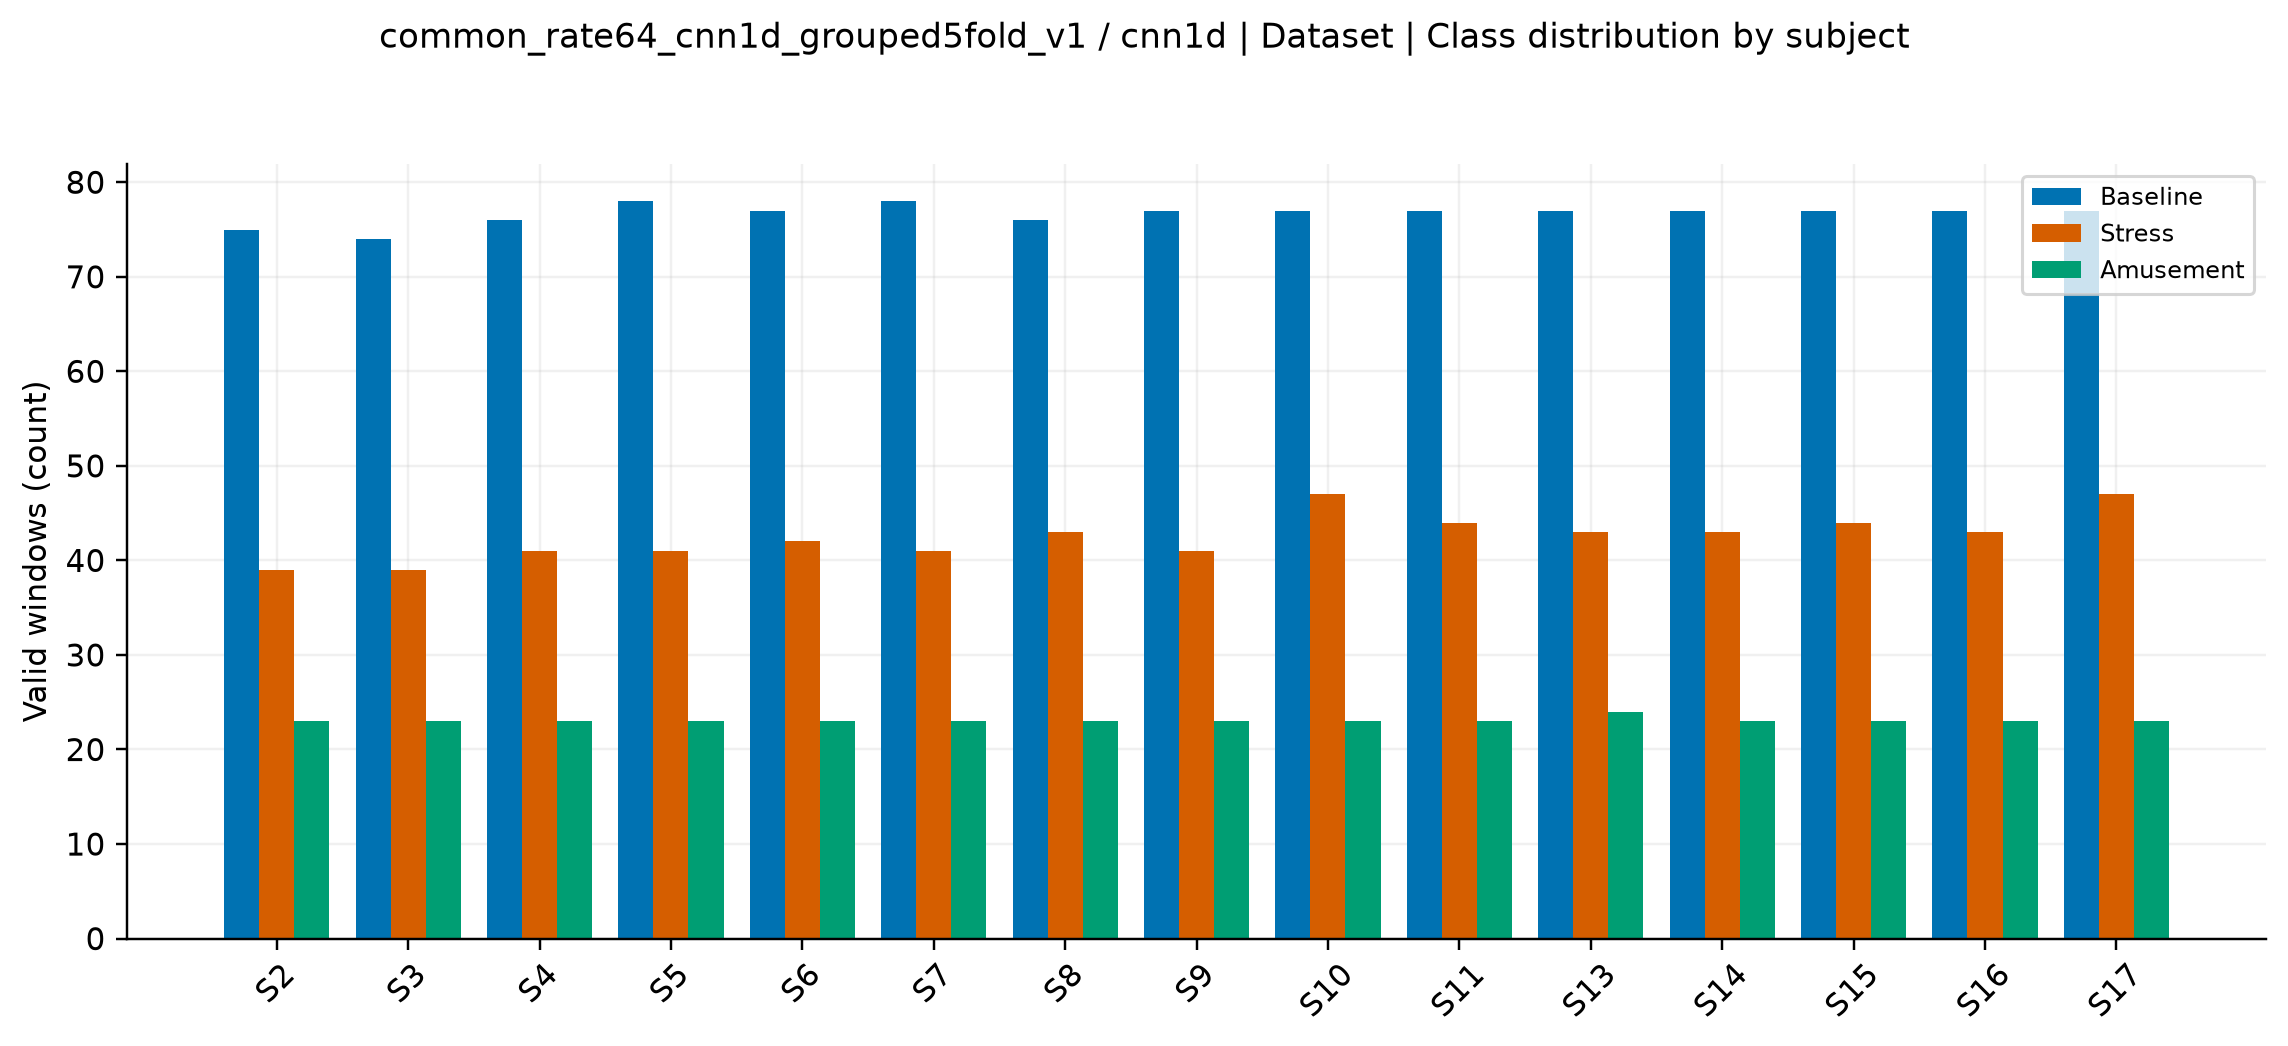 common_rate64_cnn1d_grouped5fold_v1 / cnn1d | Dataset | Class distribution by subject
Valid windows (count)
80
70
60
50
40
30
20
10
0
Baseline
Stress
Amusement
S2
S3
S4
S5
S6
S7
S8
S9
S10
S11
S13
S14
S15
S16
S17